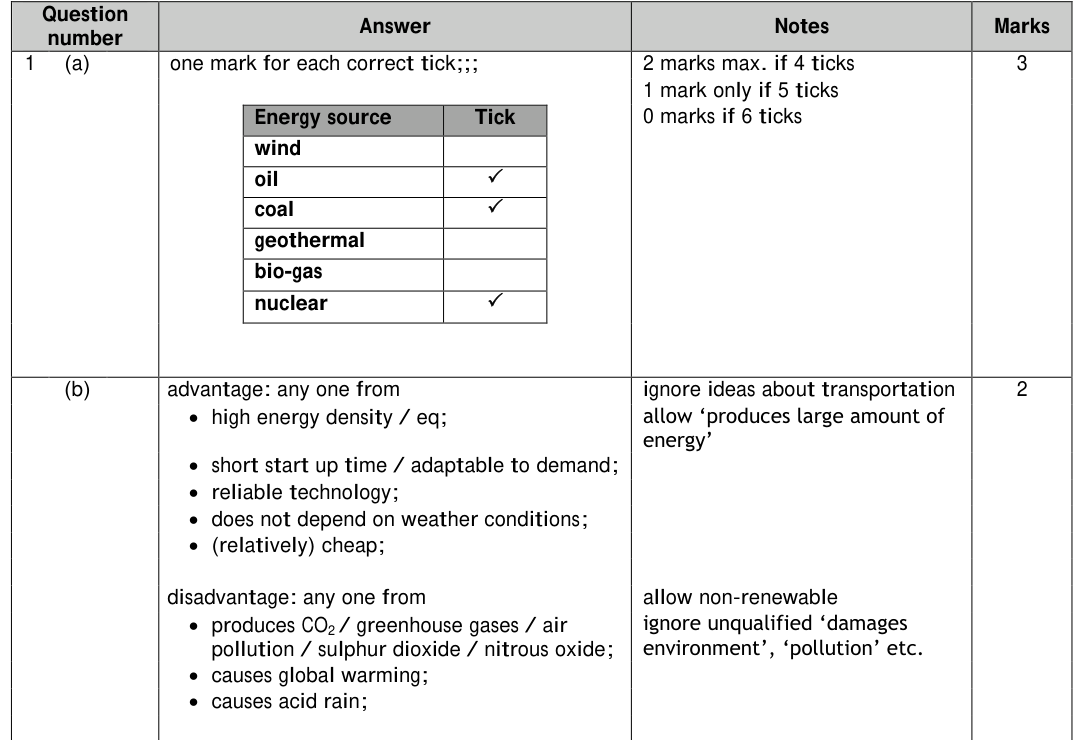 Question number Answer Notes Marks
1 (a) one mark for each correct tick;;; 2 marks max. if 4 ticks 3
1 mark only if 5 ticks
0 marks if 6 ticks
Energy source Tick
wind
oil ✓
coal ✓
geothermal
bio-gas
nuclear ✓
(b) advantage: any one from ignore ideas about transportation 2
• high energy density / eq; allow ‘produces large amount of
energy’
• short start up time / adaptable to demand;
• reliable technology;
• does not depend on weather conditions;
• (relatively) cheap;
disadvantage: any one from allow non-renewable
• produces CO₂ / greenhouse gases / air ignore unqualified ‘damages
pollution / sulphur dioxide / nitrous oxide; environment’, ‘pollution’ etc.
• causes global warming;
• causes acid rain;